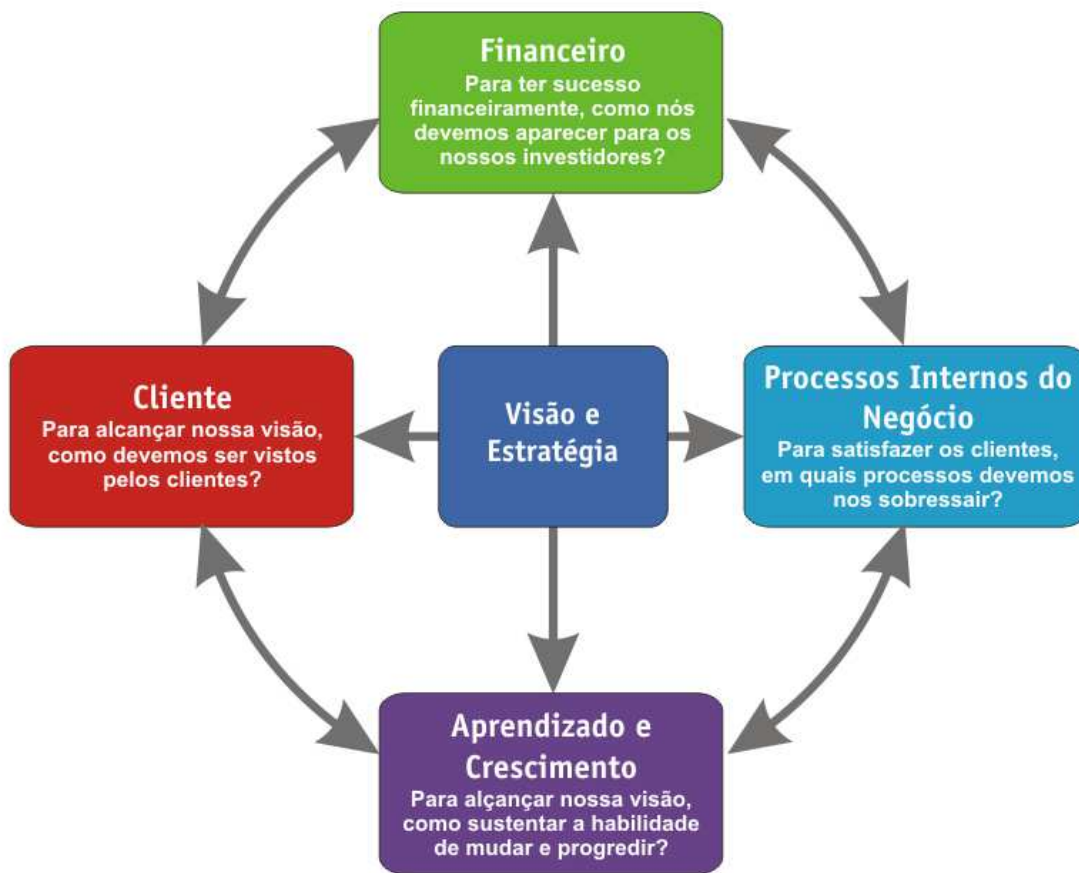 Financeiro
Para ter sucesso
financeiramente, como nós
devemos aparecer para os
nossos investidores?
Cliente
Para alcançar nossa visão,
como devemos ser vistos
pelos clientes?
Visão e
Estratégia
Processos Internos do
Negócio
Para satisfazer os clientes,
em quais processos devemos
nos sobressair?
Aprendizado e
Crescimento
Para alçançar nossa visão,
como sustentar a habilidade
de mudar e progredir?